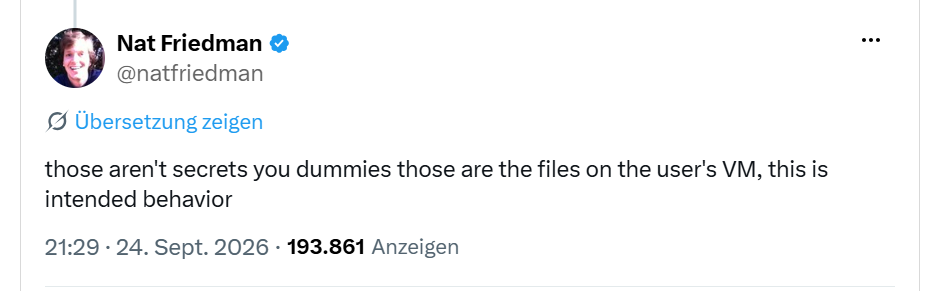 Nat Friedman
@natfriedman
Übersetzung zeigen
those aren't secrets you dummies those are the files on the user's VM, this is
intended behavior
21:29 · 24. Sept. 2026 · 193.861 Anzeigen